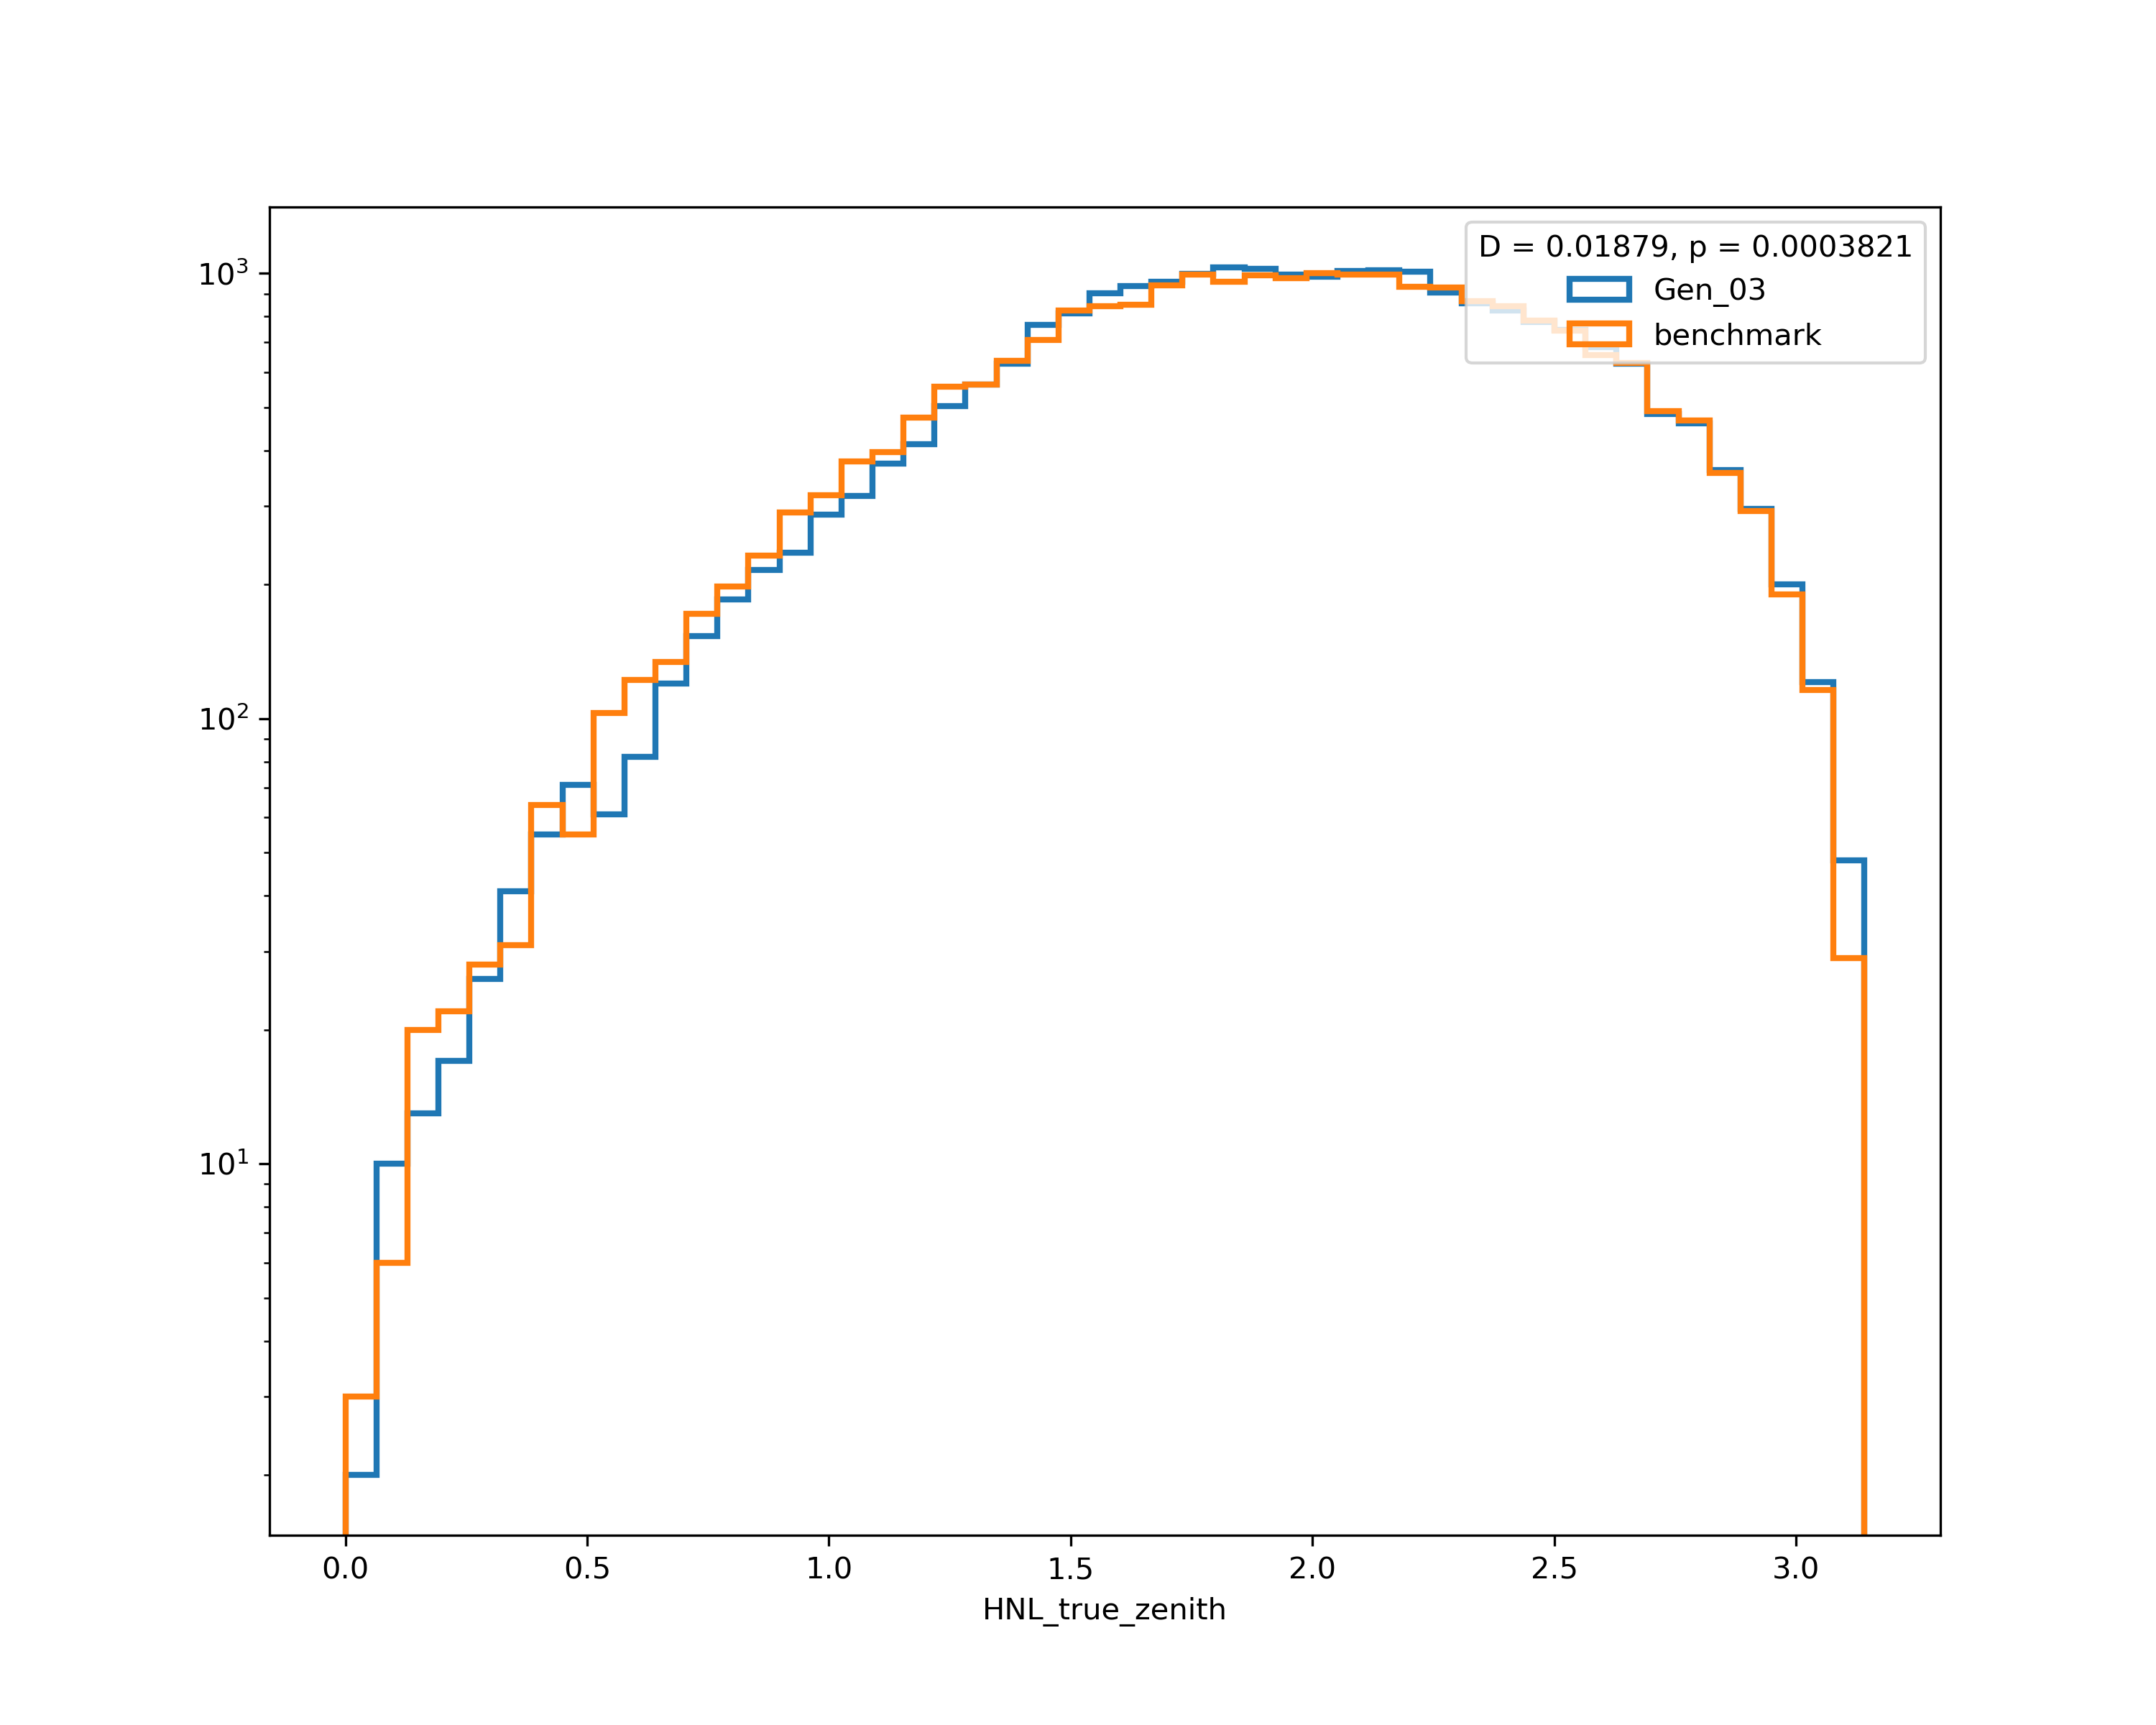 D = 0.01879, p = 0.0003821
Gen_03
benchmark
10³
10²
10¹
0.0 0.5 1.0 1.5 2.0 2.5 3.0
HNL_true_zenith